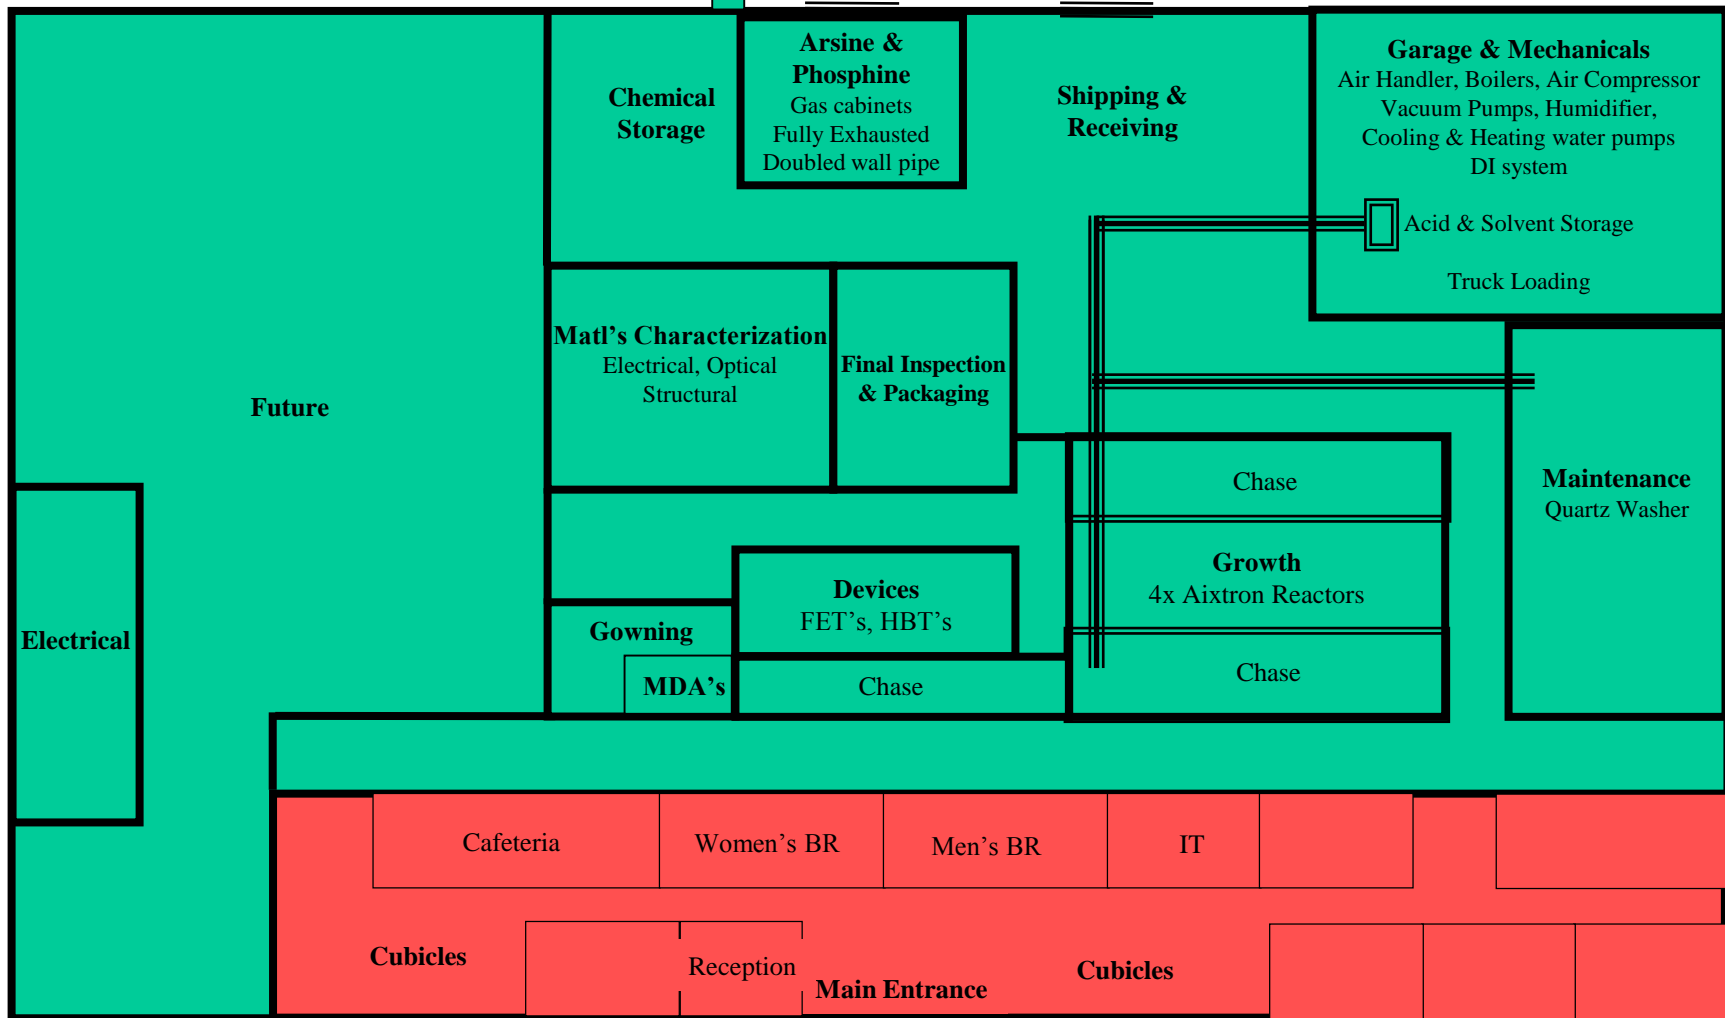 Arsine &
Phosphine
Gas cabinets
Fully Exhausted
Doubled wall pipe
Chemical
Storage
Shipping &
Receiving
Garage & Mechanicals
Air Handler, Boilers, Air Compressor
Vacuum Pumps, Humidifier,
Cooling & Heating water pumps
DI system
Acid & Solvent Storage
Truck Loading
Matl’s Characterization
Electrical, Optical
Structural
Final Inspection
& Packaging
Future
Chase
Maintenance
Quartz Washer
Growth
4x Aixtron Reactors
Devices
FET’s, HBT’s
Electrical
Gowning
MDA’s
Chase
Chase
Cafeteria
Women’s BR
Men’s BR
IT
Cubicles
Reception
Main Entrance
Cubicles